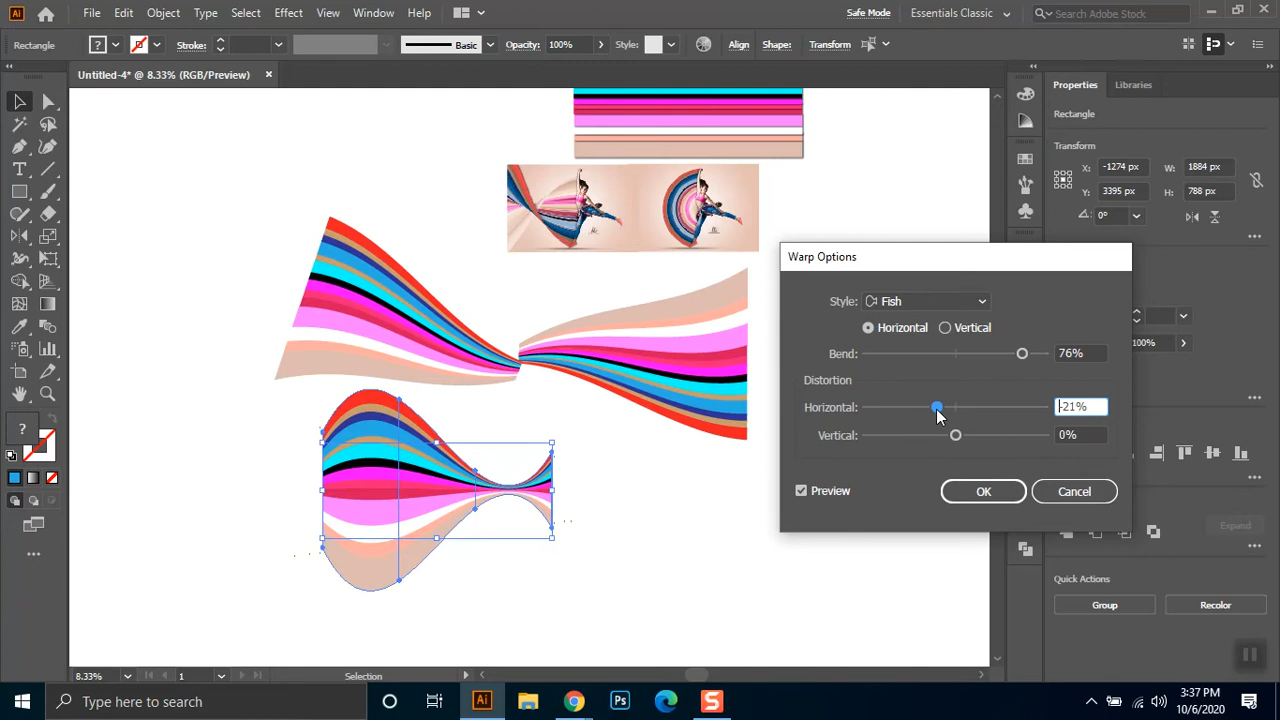 Ai File Edit Object Type Select Effect View Window Help Safe Mode Essentials Classic Search Adobe Stock
Rectangle ? Stroke: Basic Opacity: 100% Style: Align Shape: Transform
Untitled-4* @ 8.33% (RGB/Preview)
Properties Libraries
Rectangle
Transform
X: -1274 px W: 1884 px
Y: 3395 px H: 788 px
0°
Warp Options
Style: Fish
Horizontal Vertical
Bend: 76%
100%
Distortion
Horizontal: -21%
Vertical: 0%
?
Preview OK Cancel
Expand
Quick Actions
Group Recolor
8.33% 1 Selection
Type here to search Ai Ps S 3:37 PM
10/6/2020